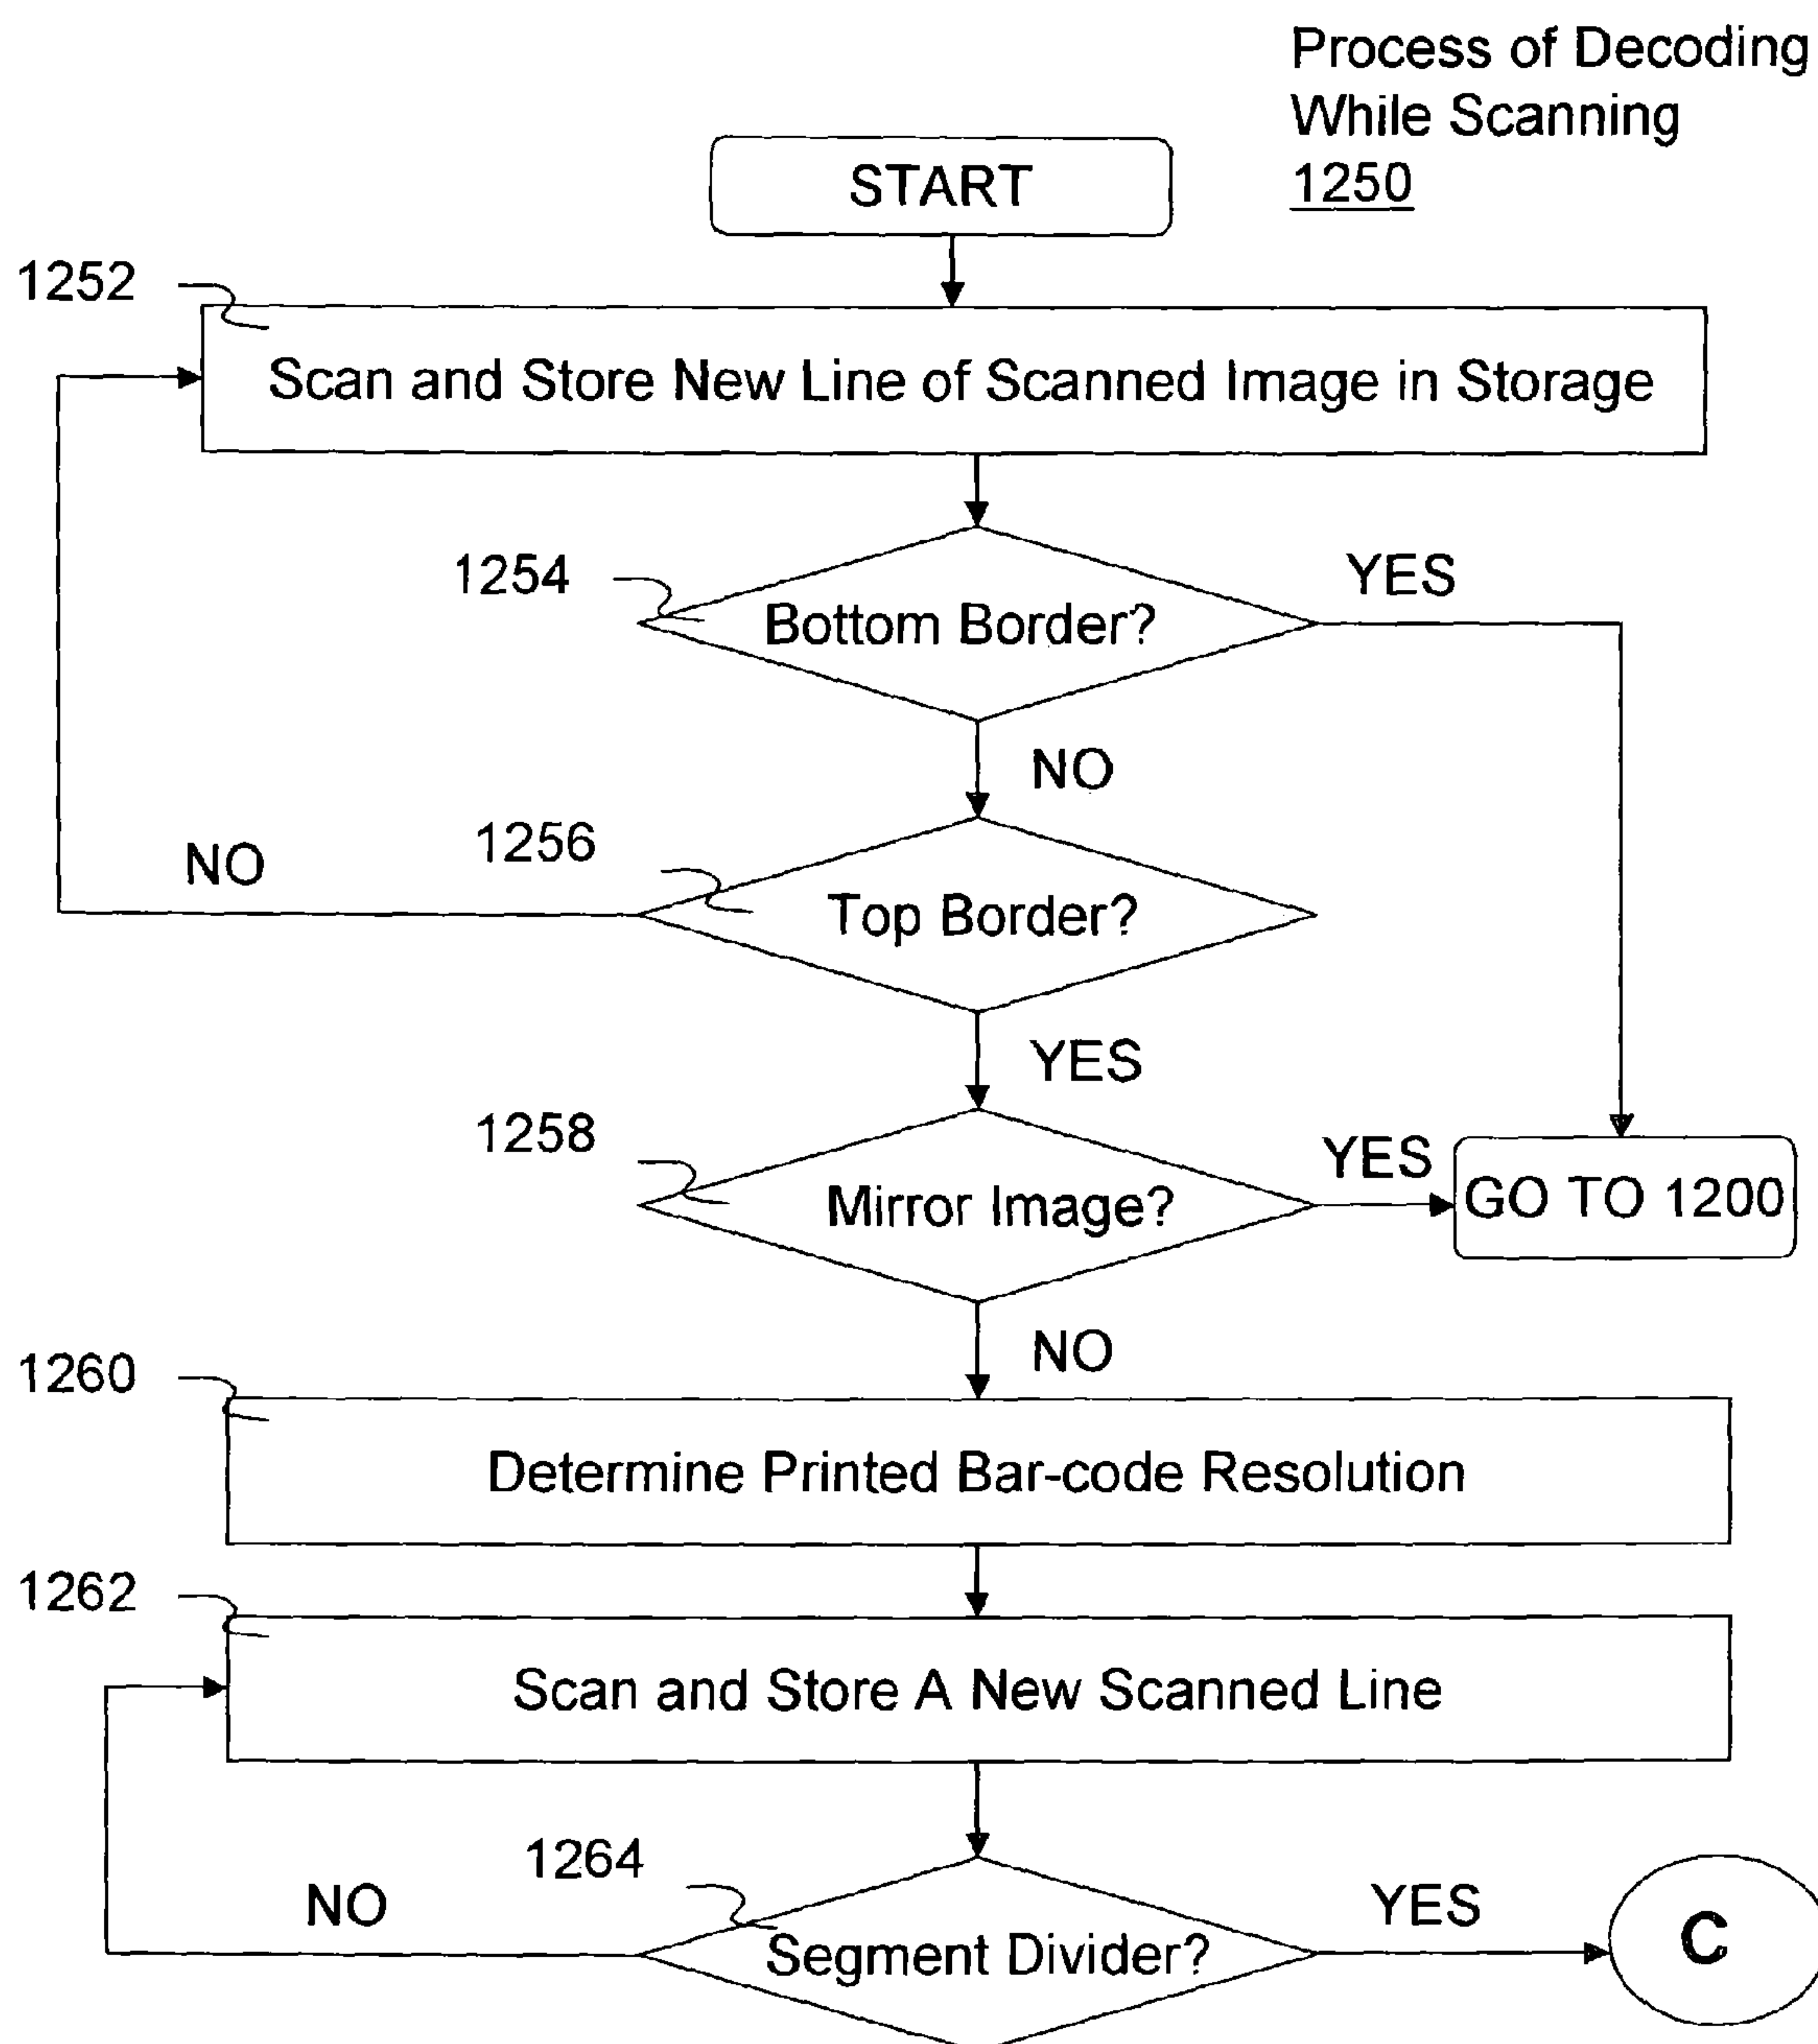 Process of Decoding
While Scanning
1250
START
1252
Scan and Store New Line of Scanned Image in Storage
1254
YES
Bottom Border?
NO
1256
NO
Top Border?
YES
1258
YES
Mirror Image?
GO TO 1200
NO
1260
Determine Printed Bar-code Resolution
1262
Scan and Store A New Scanned Line
1264
NO
YES
Segment Divider?
C